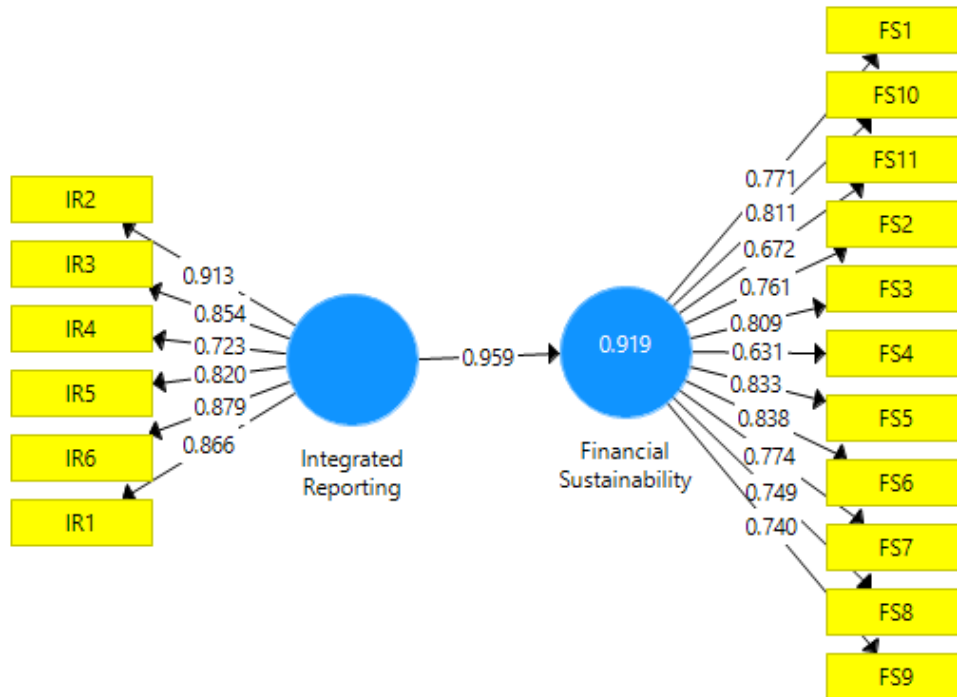 IR2
IR3
IR4
IR5
IR6
IR1
0.913
0.854
0.723
0.820
0.879
0.866
Integrated
Reporting
0.959
0.919
Financial
Sustainability
0.771
0.811
0.672
0.761
0.809
0.631
0.833
0.838
0.774
0.749
0.740
FS1
FS10
FS11
FS2
FS3
FS4
FS5
FS6
FS7
FS8
FS9